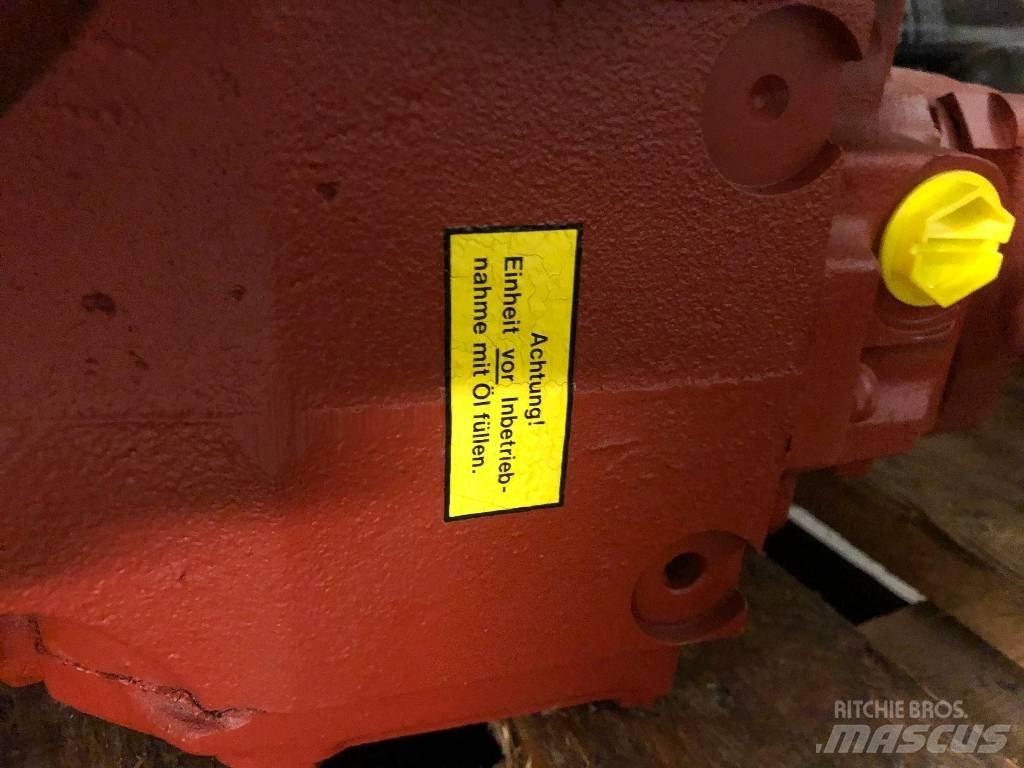 Achtung!
Einheit vor Inbetrieb-
nahme mit Öl füllen.
RITCHIE BROS.
MASCUS